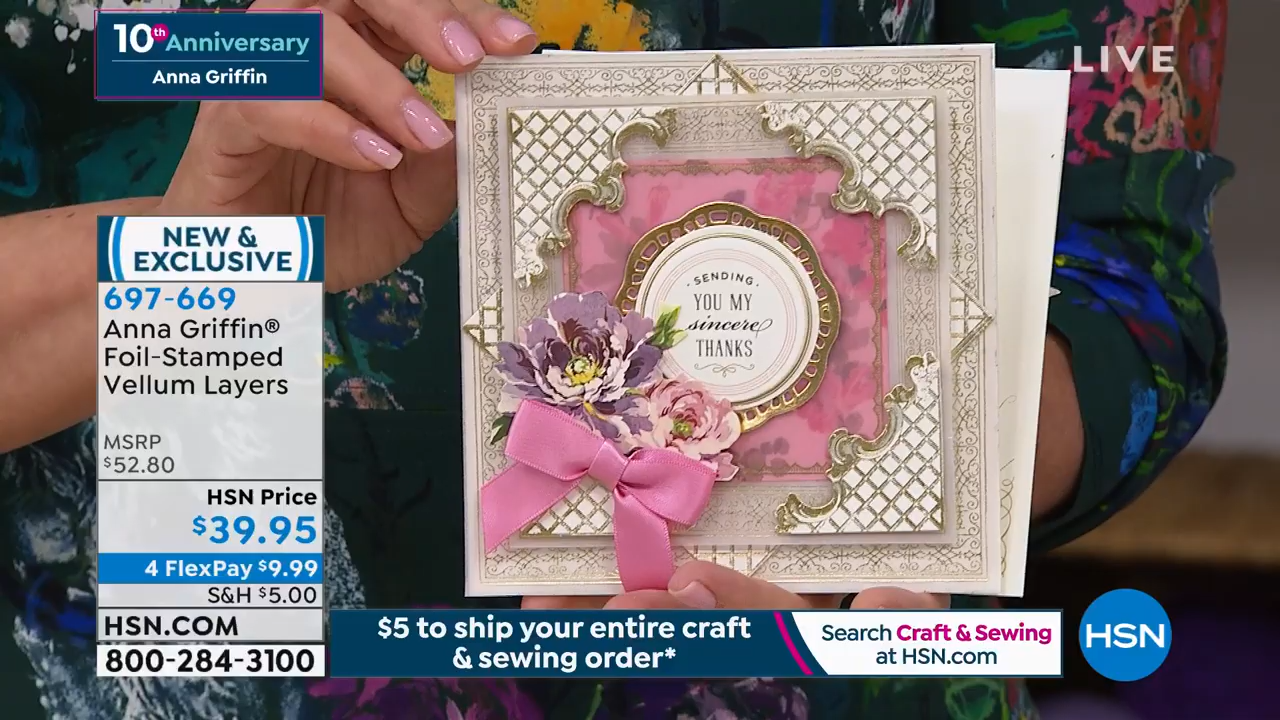 10th Anniversary
Anna Griffin
LIVE
NEW &
EXCLUSIVE
697-669
Anna Griffin®
Foil-Stamped
Vellum Layers
MSRP
$52.80
HSN Price
$39.95
4 FlexPay $9.99
S&H $5.00
HSN.COM
800-284-3100
SENDING
YOU MY
sincere
THANKS
$5 to ship your entire craft
& sewing order*
Search Craft & Sewing
at HSN.com
HSN